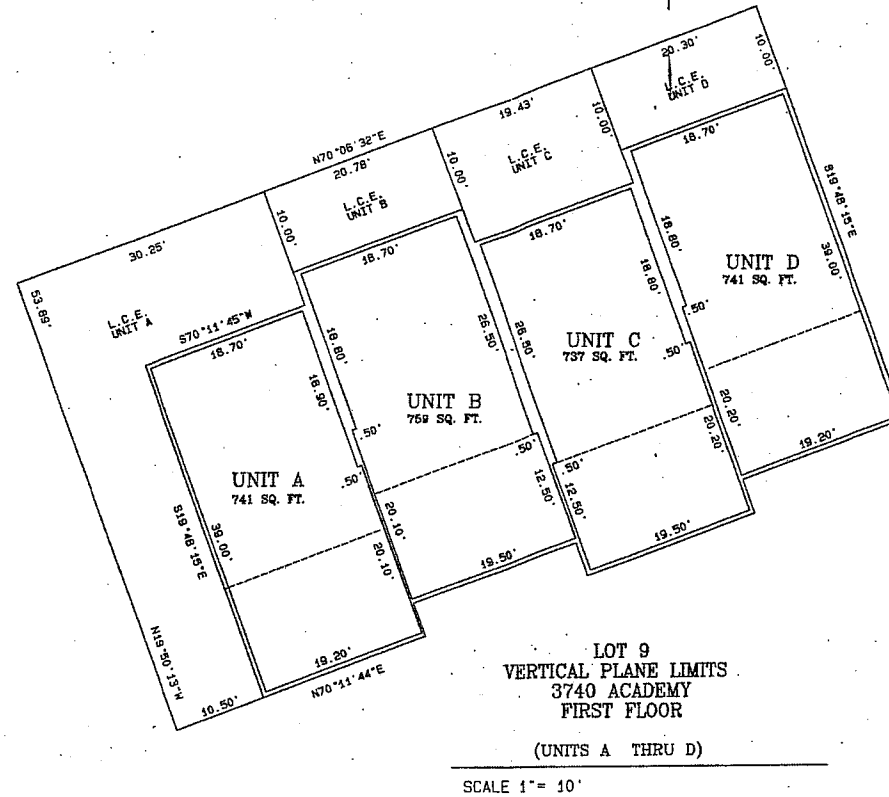 20.30'
10.00'
L.C.E.
UNIT D
19.43'
10.00'
18.70'
N70°06'32"E
20.78'
10.00'
L.C.E.
UNIT C
S19°48'15"E
L.C.E.
UNIT B
10.00'
18.70'
18.80'
30.25'
18.70'
18.80'
UNIT D
741 SQ. FT.
39.00'
53.89'
L.C.E.
UNIT A
S70°11'45"W
18.70'
.50'
18.80'
26.50'
26.50'
UNIT C
737 SQ. FT.
.50'
18.90'
UNIT B
759 SQ. FT.
20.20'
.50'
.50'
.50'
20.20'
19.20'
UNIT A
741 SQ. FT.
.50'
12.50'
12.50'
S19°48'15"E
39.00'
20.10'
20.10'
19.50'
19.50'
N19°50'13"W
19.20'
N70°11'44"E
10.50'
LOT 9
VERTICAL PLANE LIMITS
3740 ACADEMY
FIRST FLOOR
(UNITS A THRU D)
SCALE 1"= 10'